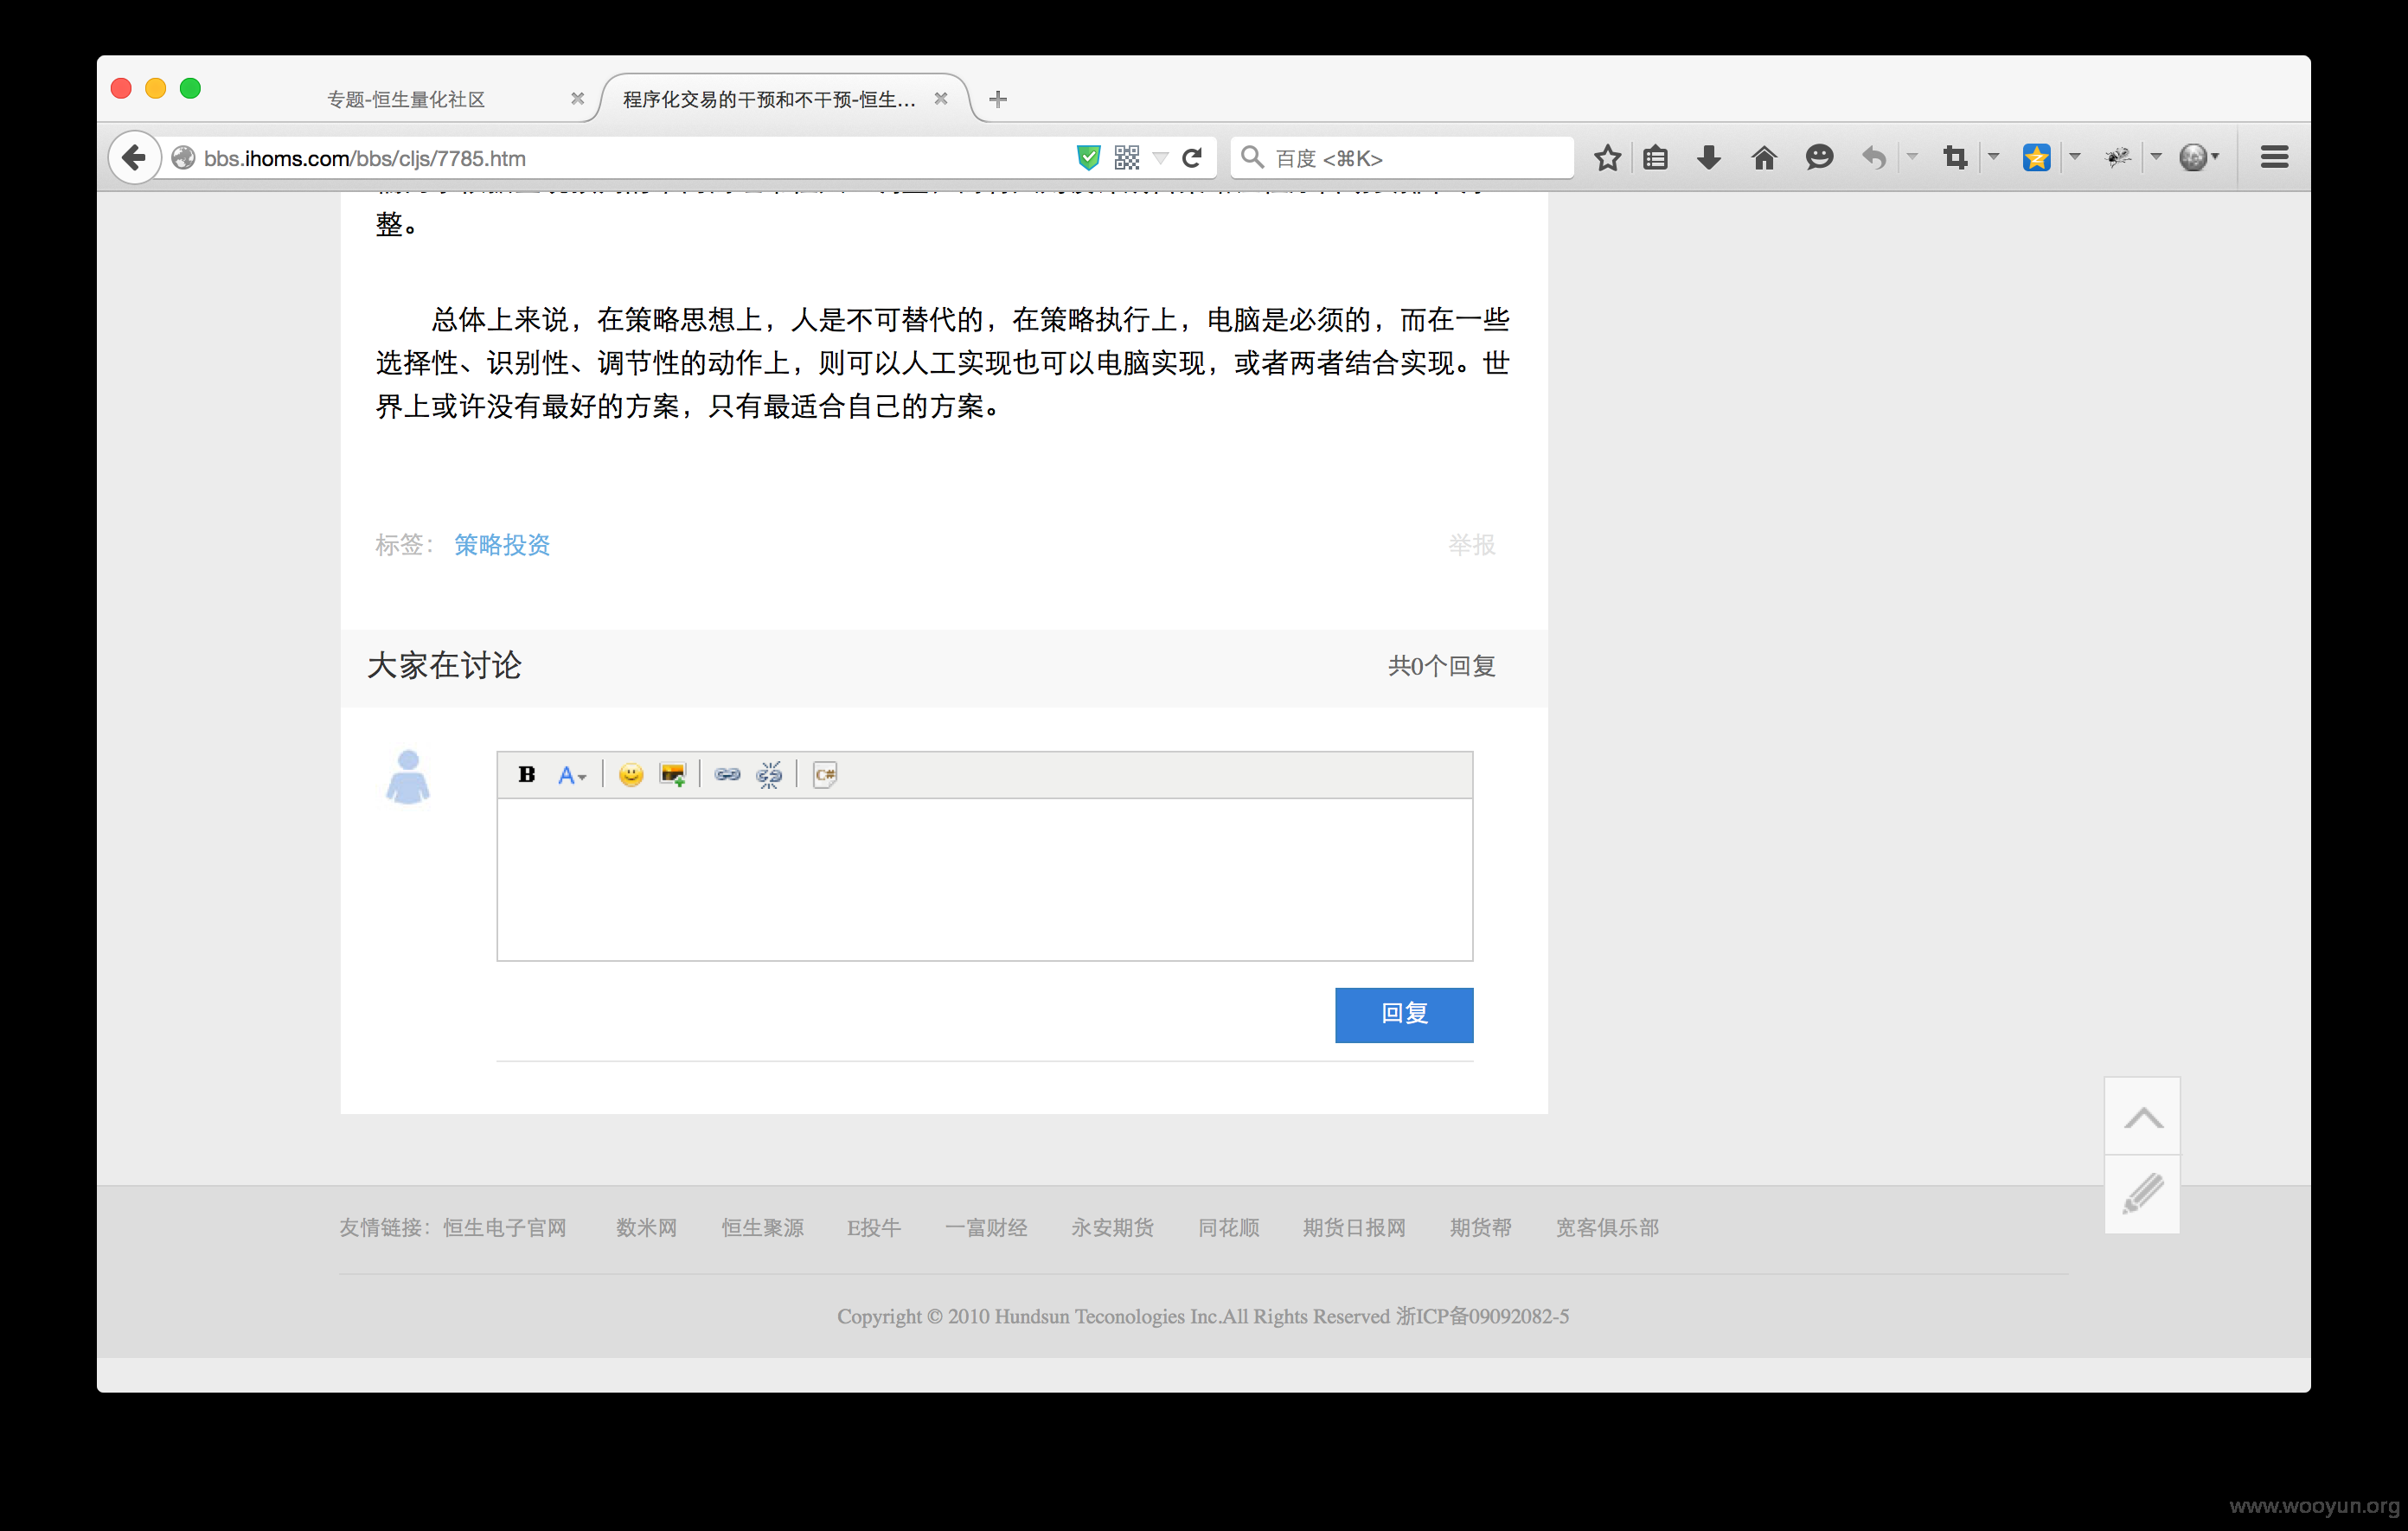 专题-恒生量化社区
程序化交易的干预和不干预-恒生...
bbs.ihoms.com/bbs/cljs/7785.htm
百度 <⌘K>
整。
总体上来说，在策略思想上，人是不可替代的，在策略执行上，电脑是必须的，而在一些
选择性、识别性、调节性的动作上，则可以人工实现也可以电脑实现，或者两者结合实现。世
界上或许没有最好的方案，只有最适合自己的方案。
标签： 策略投资 举报
大家在讨论 共0个回复
B A C#
回复
友情链接：恒生电子官网 数米网 恒生聚源 E投牛 一富财经 永安期货 同花顺 期货日报网 期货帮 宽客俱乐部
Copyright © 2010 Hundsun Teconologies Inc.All Rights Reserved 浙ICP备09092082-5
www.wooyun.org